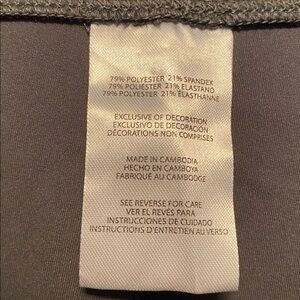 79% POLYESTER 21% SPANDEX
79% POLIESTER 21% ELASTANO
79% POLYESTER 21% ELASTHANNE
EXCLUSIVE OF DECORATION
EXCLUSIVO DE DECORACIÓN
DÉCORATIONS NON COMPRISES
MADE IN CAMBODIA
HECHO EN CAMBOYA
FABRIQUÉ AU CAMBODGE
SEE REVERSE FOR CARE
VER EL REVÉS PARA
INSTRUCCIONES DE CUIDADO
INSTRUCTIONS D'ENTRETIEN AU VERSO